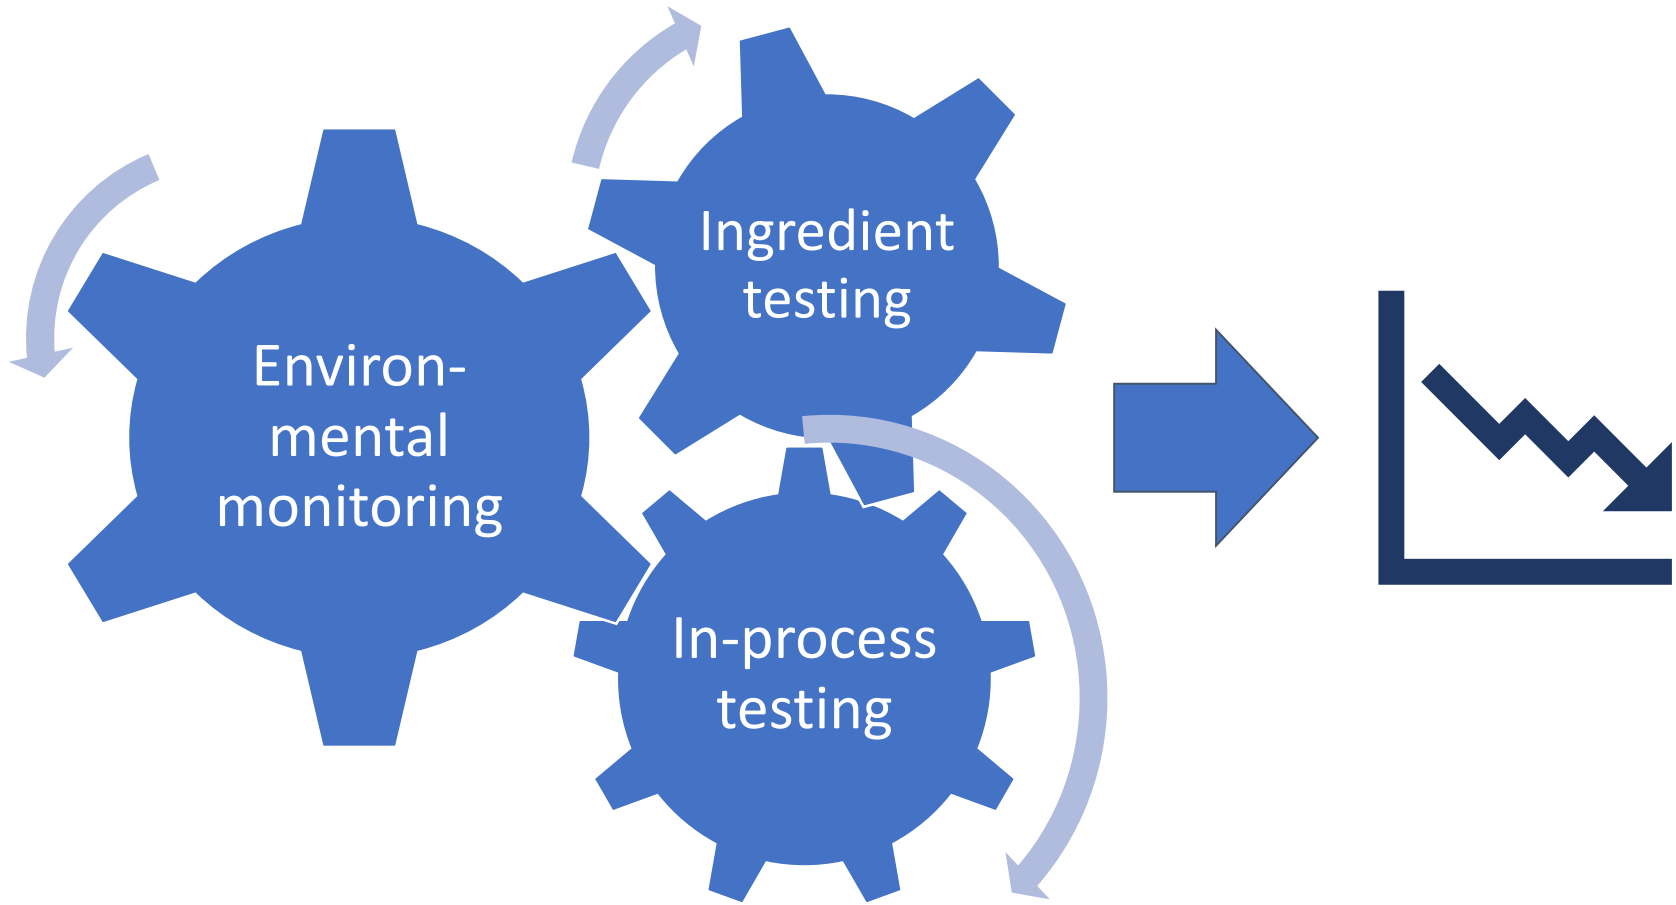 Ingredient
testing
Environ-
mental
monitoring
In-process
testing